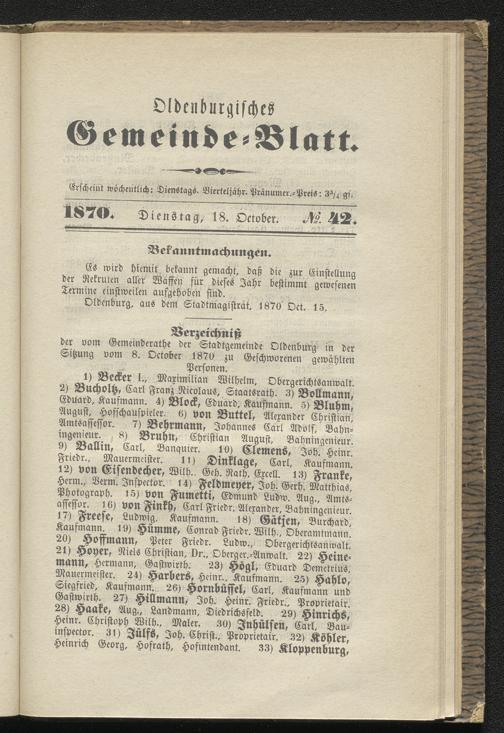 Oldenburgisches
Gemeinde-Blatt.
Erscheint wöchentlich: Dienstags. Vierteljähr. Pränumer.-Preis: 3¾ gs.
1870. Dienstag, 18. October. № 42.
Bekanntmachungen.
Es wird hiemit bekannt gemacht, daß die zur Einstellung
der Rekruten aller Waffen für dieses Jahr bestimmt gewesenen
Termine einstweilen aufgehoben sind.
Oldenburg, aus dem Stadtmagistrat, 1870 Oct. 15.
Verzeichniß
der vom Gemeinderathe der Stadtgemeinde Oldenburg in der
Sitzung vom 8. October 1870 zu Geschworenen gewählten
Personen.
1) Becker I., Maximilian Wilhelm, Obergerichtsanwalt.
2) Bucholtz, Carl Franz Nicolaus, Staatsrath. 3) Bollmann,
Eduard, Kaufmann. 4) Block, Eduard, Kaufmann. 5) Bluhm,
August, Hofschauspieler. 6) von Buttel, Alexander Christian,
Amtsassessor. 7) Behrmann, Johannes Carl Adolf, Bahn-
ingenieur. 8) Bruhn, Christian August, Bahningenieur.
9) Ballin, Carl, Banquier. 10) Clemens, Joh. Heinr.
Friedr., Mauermeister. 11) Dinklage, Carl, Kaufmann.
12) von Eisendecher, Wilh. Geh. Rath, Excell. 13) Franke,
Herm., Verm. Inspector. 14) Feldmeyer, Joh. Gerh. Matthias,
Photograph. 15) von Fumetti, Edmund Ludw. Aug., Amts-
assessor. 16) von Finkh, Carl Friedr. Alexander, Bahningenieur.
17) Freese, Ludwig, Kaufmann. 18) Gätjen, Burchard,
Kaufmann. 19) Hümme, Conrad Friedr. Wilh., Oberamtmann.
20) Hoffmann, Peter Friedr. Ludw., Obergerichtsanwalt.
21) Hoyer, Niels Christian, Dr., Oberger.-Anwalt. 22) Heine-
mann, Hermann, Gastwirth. 23) Högl, Eduard Demetrius,
Mauermeister. 24) Harbers, Heinr., Kaufmann. 25) Hahlo,
Siegfried, Kaufmann. 26) Hornbüssel, Carl, Kaufmann und
Gastwirth. 27) Hillmann, Joh. Heinr. Friedr., Proprietair.
28) Haake, Aug., Landmann, Diedrichsfeld. 29) Hinrichs,
Heinr. Christoph Wilh., Maler. 30) Inhülsen, Carl, Bau-
inspector. 31) Jülfs, Joh. Christ., Proprietair. 32) Köhler,
Heinrich Georg, Hofrath, Hofintendant. 33) Kloppenburg,